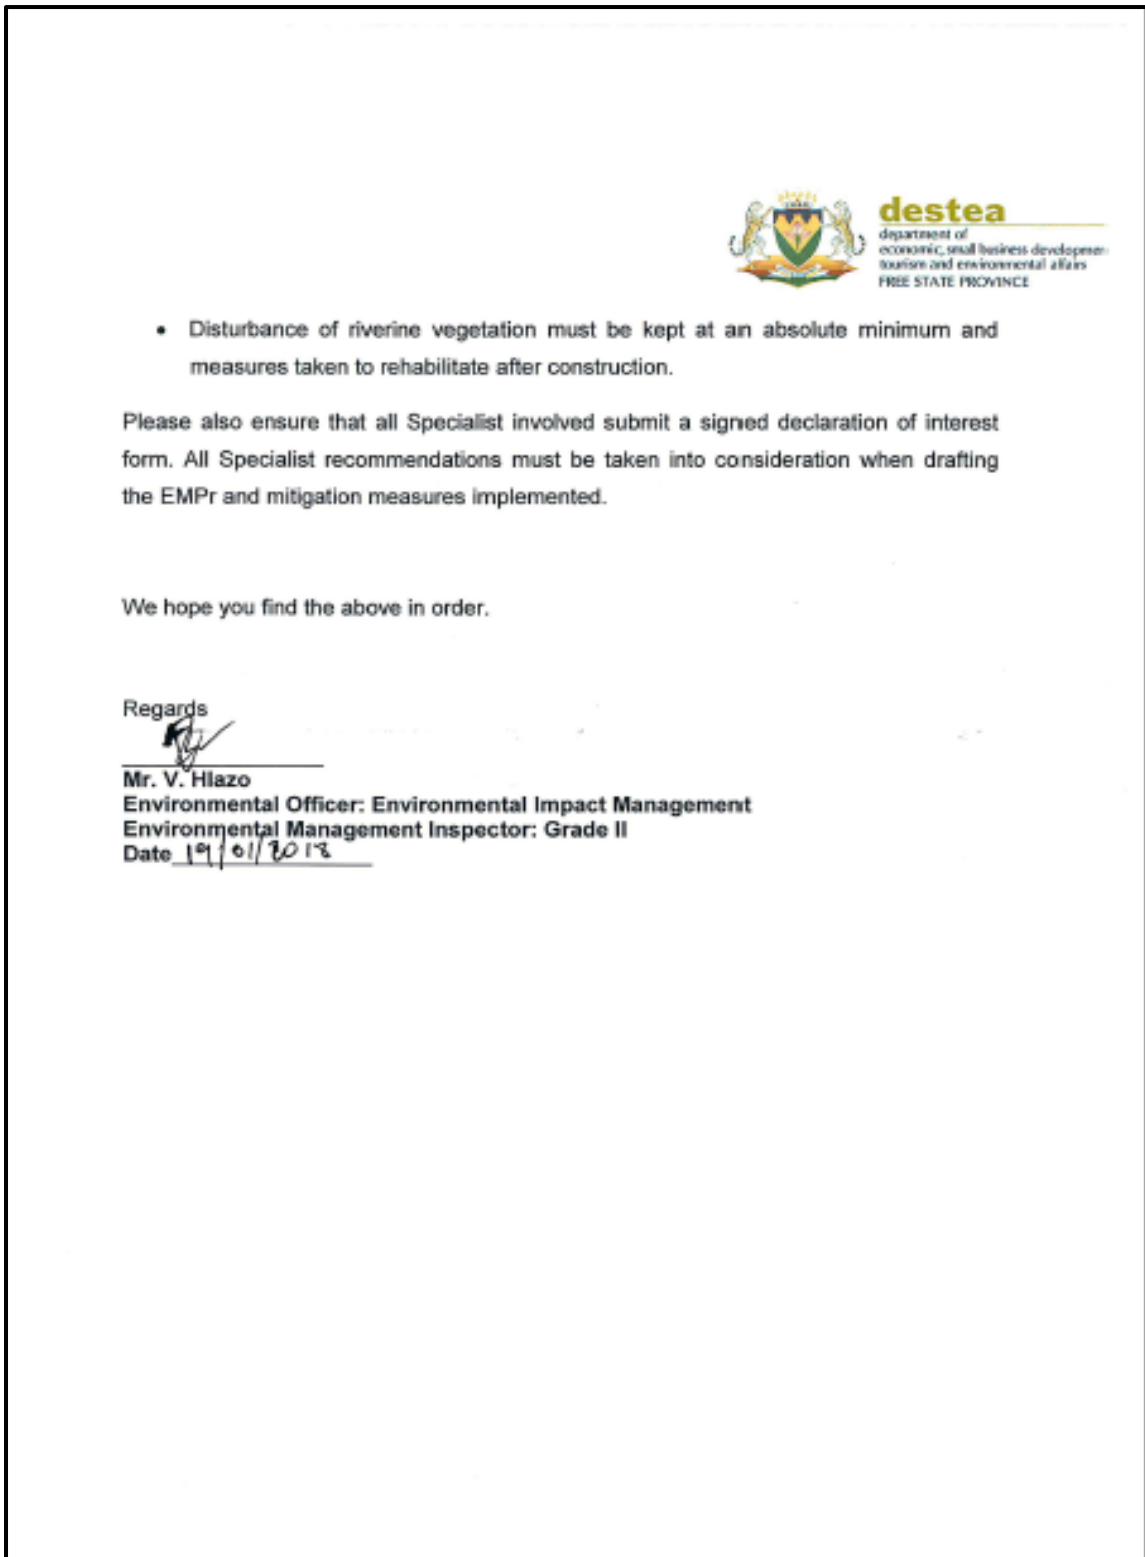 destea
department of
economic, small business developmen
tourism and environmental affairs
FREE STATE PROVINCE
• Disturbance of riverine vegetation must be kept at an absolute minimum and
measures taken to rehabilitate after construction.
Please also ensure that all Specialist involved submit a signed declaration of interest
form. All Specialist recommendations must be taken into consideration when drafting
the EMPr and mitigation measures implemented.
We hope you find the above in order.
Regards
Mr. V. Hlazo
Environmental Officer: Environmental Impact Management
Environmental Management Inspector: Grade II
Date 19/01/2018